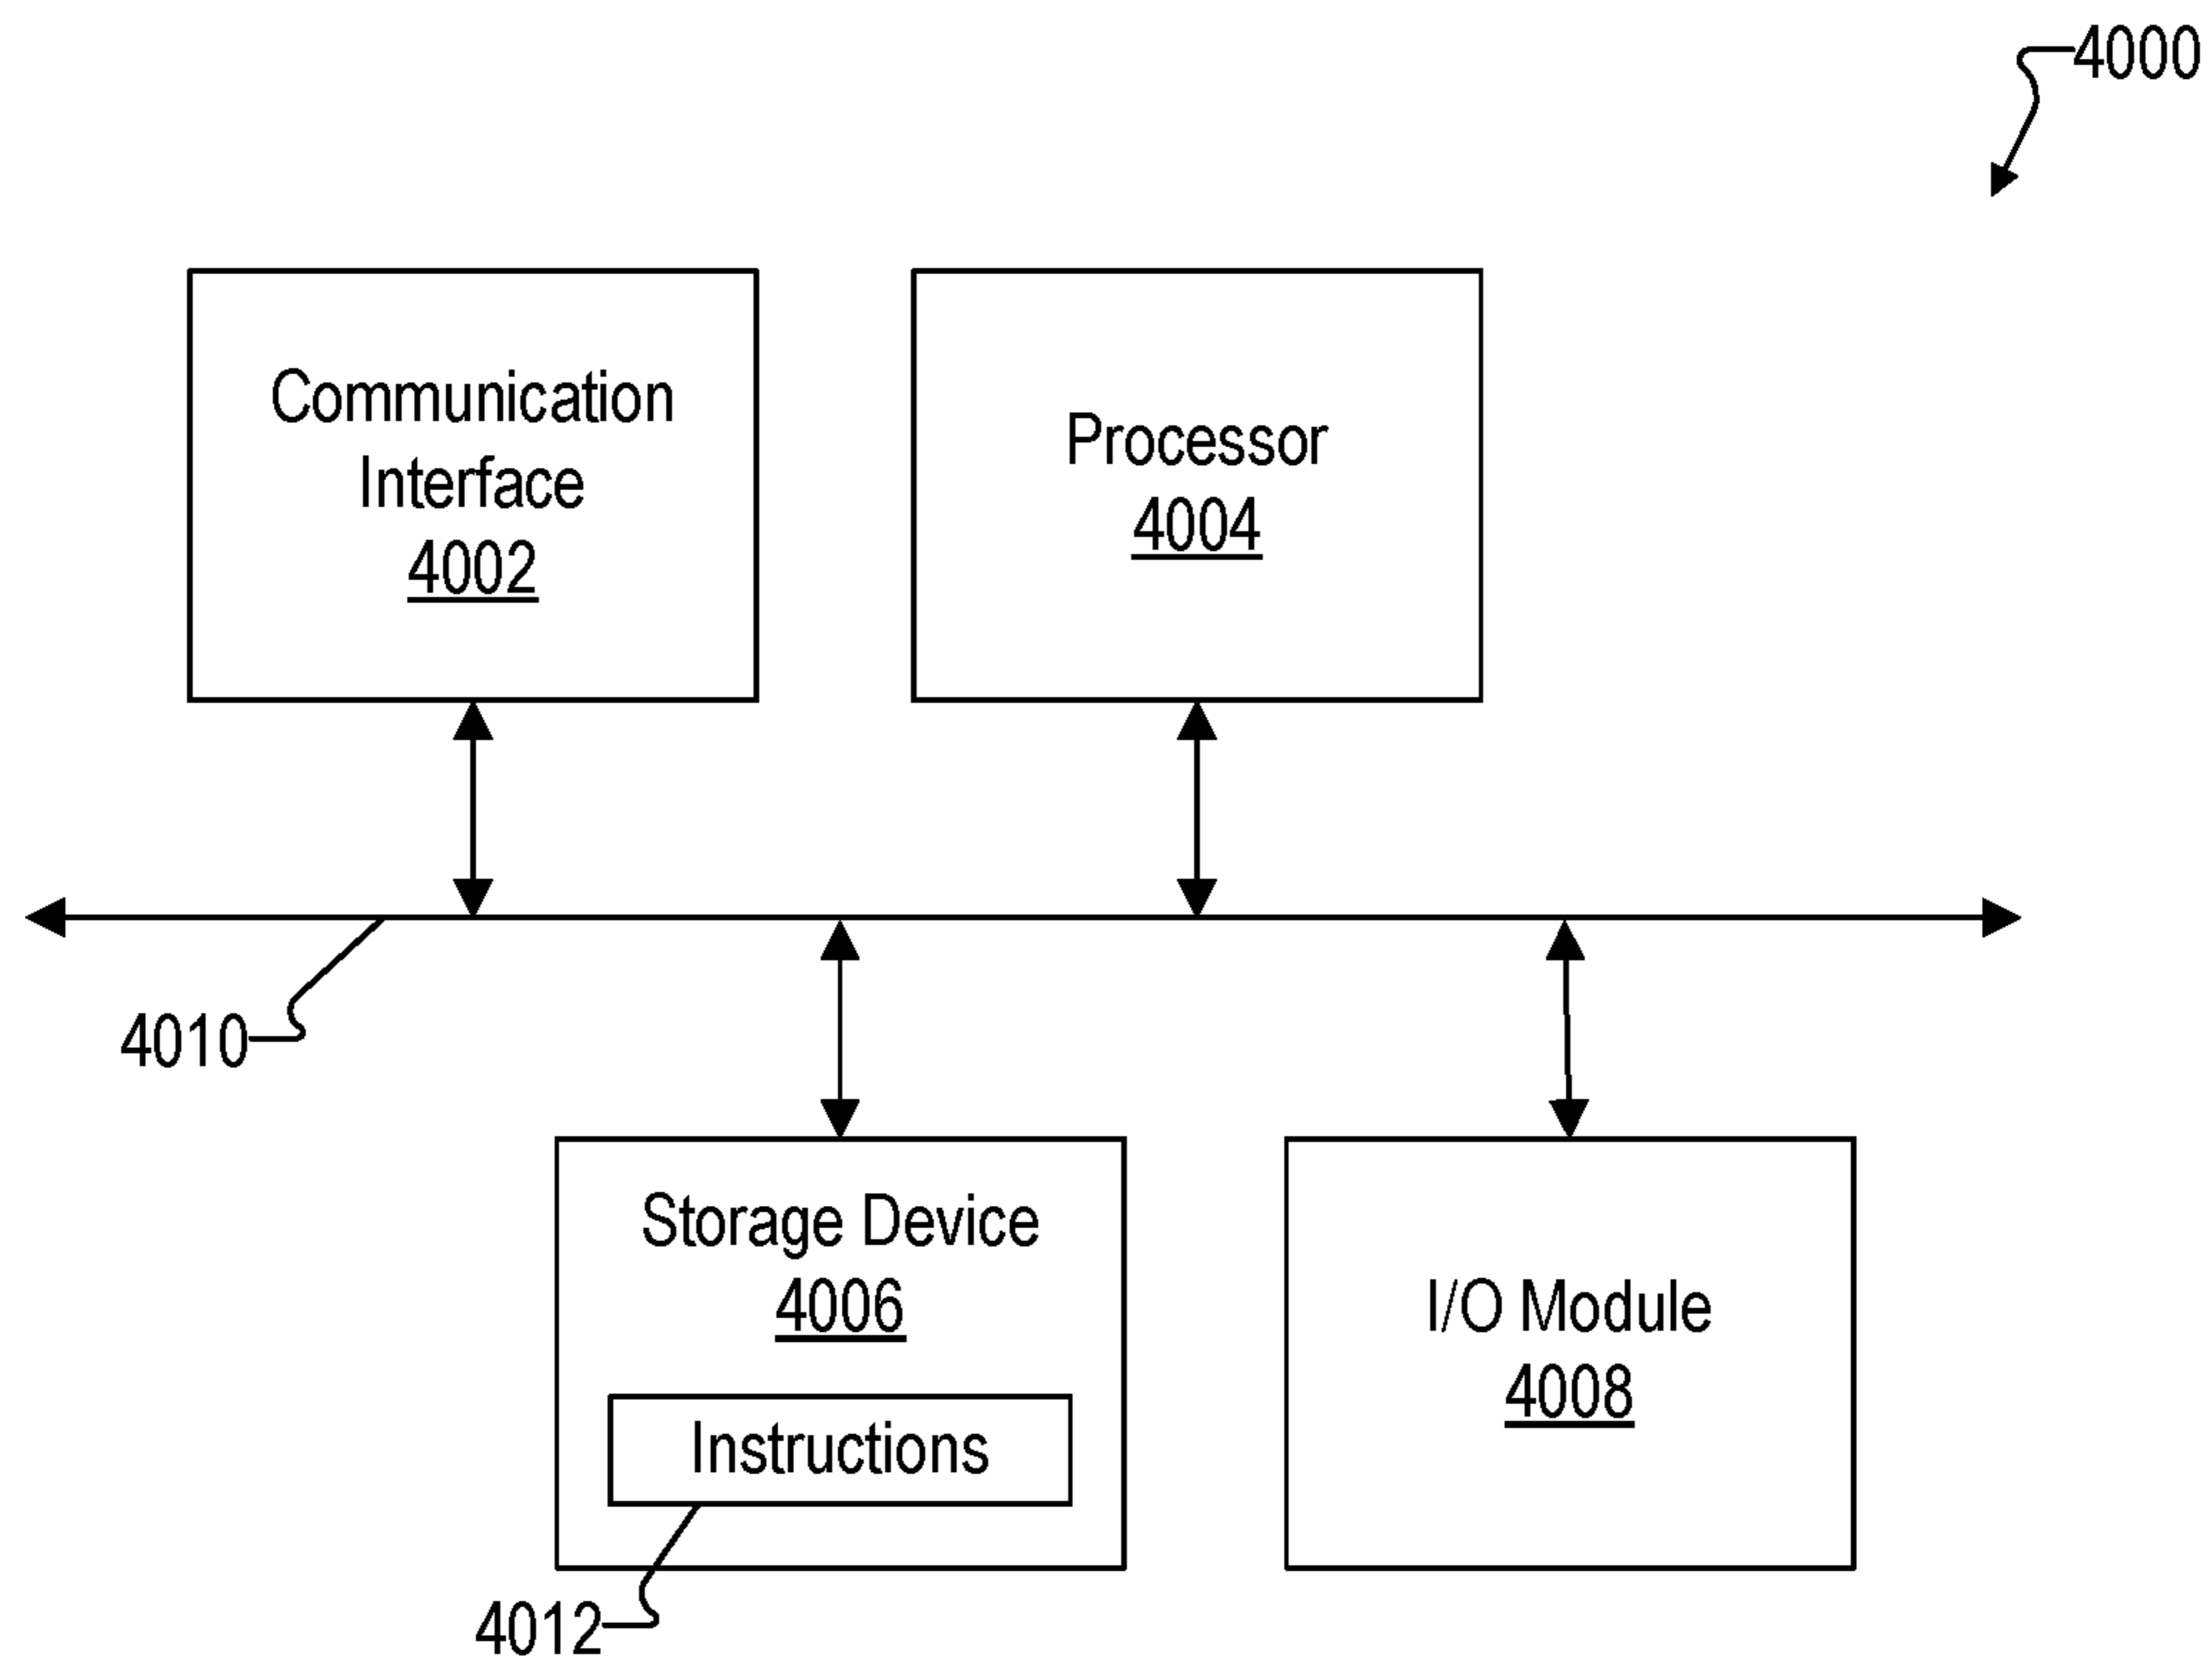 4000
Communication
Interface
4002
Processor
4004
4010
Storage Device
4006
Instructions
4012
I/O Module
4008